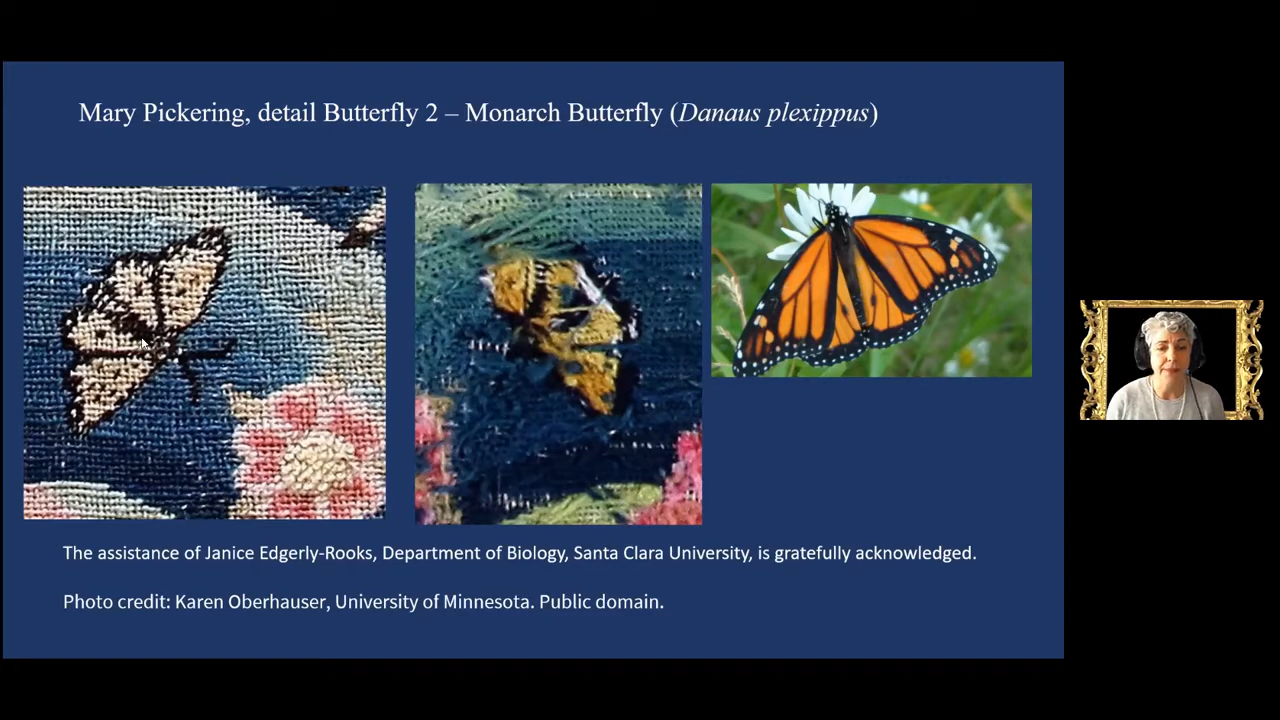 Mary Pickering, detail Butterfly 2 – Monarch Butterfly (Danaus plexippus)
The assistance of Janice Edgerly-Rooks, Department of Biology, Santa Clara University, is gratefully acknowledged.
Photo credit: Karen Oberhauser, University of Minnesota. Public domain.